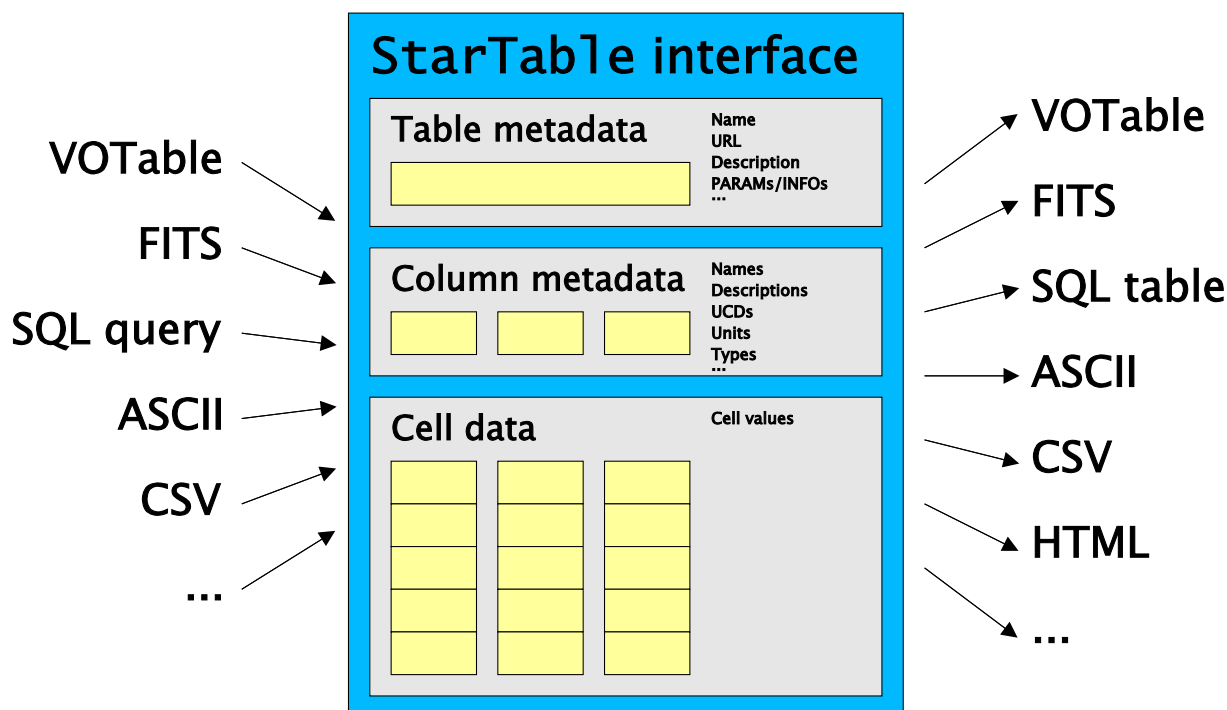 StarTable interface
VOTable
FITS
SQL query
ASCII
CSV
...
Table metadata
Name
URL
Description
PARAMs/INFOs
...
Column metadata
Names
Descriptions
UCDs
Units
Types
...
Cell data
Cell values
VOTable
FITS
SQL table
ASCII
CSV
HTML
...